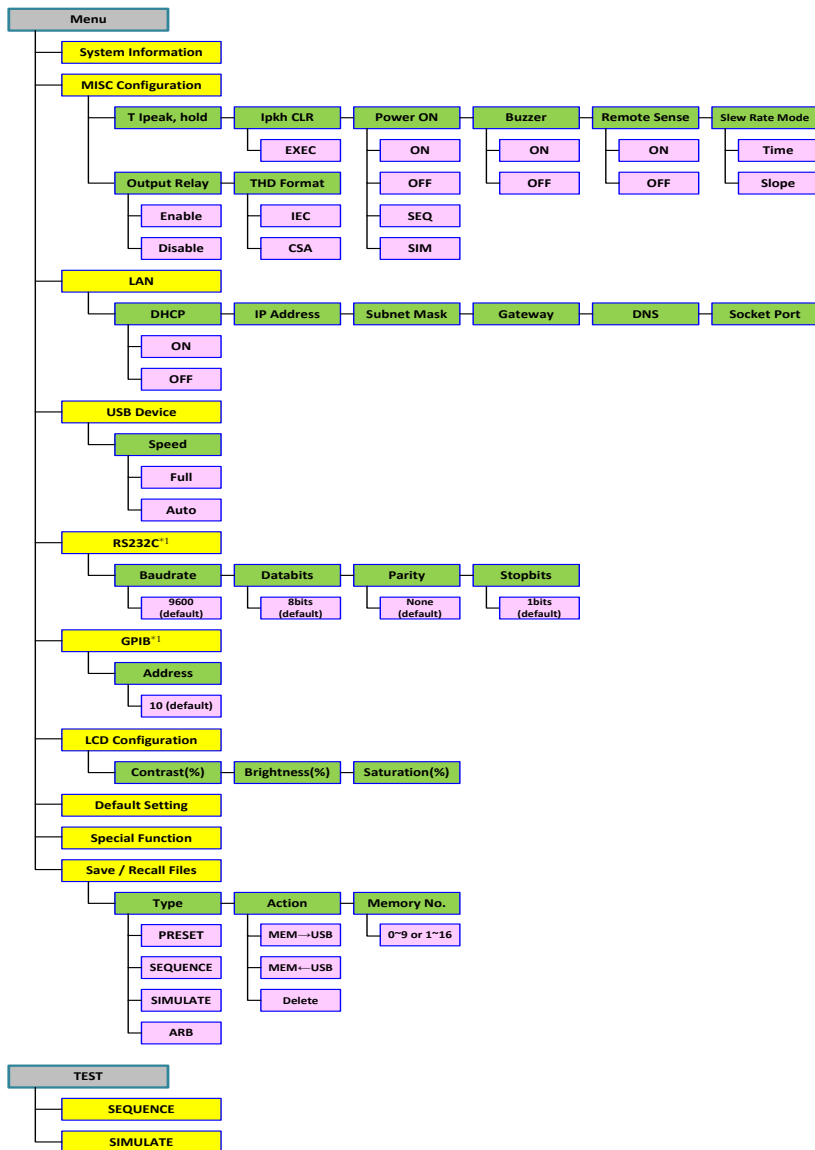 Menu
System Information
MISC Configuration
T Ipeak, hold Ipkh CLR Power ON Buzzer Remote Sense Slew Rate Mode
EXEC ON ON ON Time
OFF OFF OFF Slope
Output Relay THD Format
Enable IEC SEQ
Disable CSA SIM
LAN
DHCP IP Address Subnet Mask Gateway DNS Socket Port
ON
OFF
USB Device
Speed
Full
Auto
RS232C*1
Baudrate Databits Parity Stopbits
9600 8bits None 1bits
(default) (default) (default) (default)
GPIB*1
Address
10 (default)
LCD Configuration
Contrast(%) Brightness(%) Saturation(%)
Default Setting
Special Function
Save / Recall Files
Type Action Memory No.
PRESET MEM→USB 0~9 or 1~16
SEQUENCE MEM←USB
SIMULATE Delete
ARB
TEST
SEQUENCE
SIMULATE